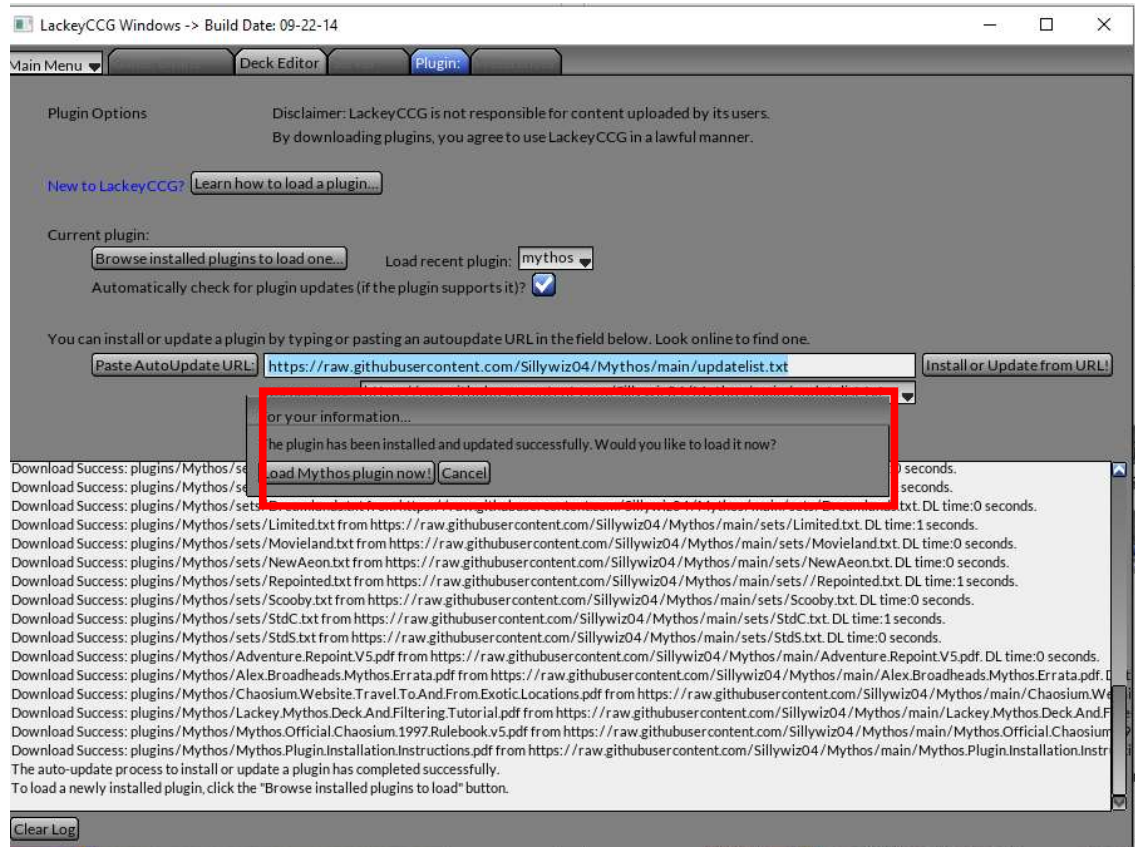 LackeyCCG Windows -> Build Date: 09-22-14
Main Menu Deck Editor Plugin:
Plugin Options Disclaimer: LackeyCCG is not responsible for content uploaded by its users.
By downloading plugins, you agree to use LackeyCCG in a lawful manner.
New to LackeyCCG? Learn how to load a plugin...
Current plugin:
Browse installed plugins to load one... Load recent plugin: mythos
Automatically check for plugin updates (if the plugin supports it)?
You can install or update a plugin by typing or pasting an autoupdate URL in the field below. Look online to find one.
Paste AutoUpdate URL: https://raw.githubusercontent.com/Sillywiz04/Mythos/main/updatelist.txt Install or Update from URL!
or your information...
he plugin has been installed and updated successfully. Would you like to load it now?
Load Mythos plugin now! Cancel
Download Success: plugins/Mythos/se seconds.
Download Success: plugins/Mythos/se seconds.
Download Success: plugins/Mythos/sets .txt. DL time:0 seconds.
Download Success: plugins/Mythos/sets/Limited.txt from https://raw.githubusercontent.com/Sillywiz04/Mythos/main/sets/Limited.txt. DL time:1 seconds.
Download Success: plugins/Mythos/sets/Movieland.txt from https://raw.githubusercontent.com/Sillywiz04/Mythos/main/sets/Movieland.txt. DL time:0 seconds.
Download Success: plugins/Mythos/sets/NewAeon.txt from https://raw.githubusercontent.com/Sillywiz04/Mythos/main/sets/NewAeon.txt. DL time:0 seconds.
Download Success: plugins/Mythos/sets/Repointed.txt from https://raw.githubusercontent.com/Sillywiz04/Mythos/main/sets//Repointed.txt. DL time:1 seconds.
Download Success: plugins/Mythos/sets/Scooby.txt from https://raw.githubusercontent.com/Sillywiz04/Mythos/main/sets/Scooby.txt. DL time:0 seconds.
Download Success: plugins/Mythos/sets/StdC.txt from https://raw.githubusercontent.com/Sillywiz04/Mythos/main/sets/StdC.txt. DL time:1 seconds.
Download Success: plugins/Mythos/sets/StdS.txt from https://raw.githubusercontent.com/Sillywiz04/Mythos/main/sets/StdS.txt. DL time:0 seconds.
Download Success: plugins/Mythos/Adventure.Repoint.V5.pdf from https://raw.githubusercontent.com/Sillywiz04/Mythos/main/Adventure.Repoint.V5.pdf. DL time:0 seconds.
Download Success: plugins/Mythos/Alex.Broadheads.Mythos.Errata.pdf from https://raw.githubusercontent.com/Sillywiz04/Mythos/main/Alex.Broadheads.Mythos.Errata.pdf.
Download Success: plugins/Mythos/Chaosium.Website.Travel.To.And.From.Exotic.Locations.pdf from https://raw.githubusercontent.com/Sillywiz04/Mythos/main/Chaosium.We
Download Success: plugins/Mythos/Lackey.Mythos.Deck.And.Filtering.Tutorial.pdf from https://raw.githubusercontent.com/Sillywiz04/Mythos/main/Lackey.Mythos.Deck.And.F
Download Success: plugins/Mythos/Mythos.Official.Chaosium.1997.Rulebook.v5.pdf from https://raw.githubusercontent.com/Sillywiz04/Mythos/main/Mythos.Official.Chaosium
Download Success: plugins/Mythos/Mythos.Plugin.Installation.Instructions.pdf from https://raw.githubusercontent.com/Sillywiz04/Mythos/main/Mythos.Plugin.Installation.Instr
The auto-update process to install or update a plugin has completed successfully.
To load a newly installed plugin, click the "Browse installed plugins to load" button.
Clear Log